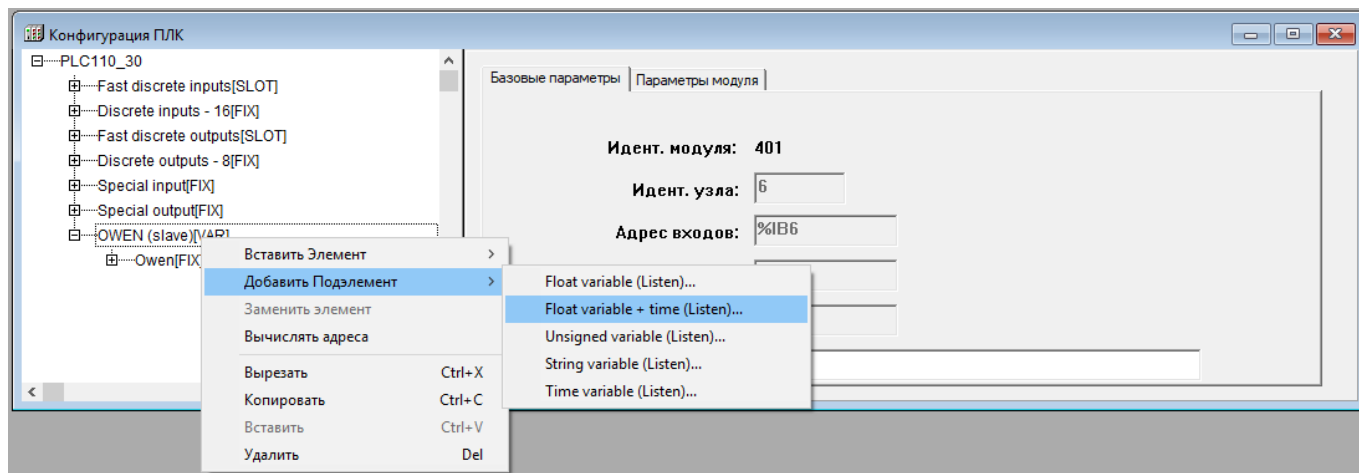 Конфигурация ПЛК
PLC110_30
Fast discrete inputs[SLOT]
Discrete inputs - 16[FIX]
Fast discrete outputs[SLOT]
Discrete outputs - 8[FIX]
Special input[FIX]
Special output[FIX]
OWEN (slave)[VAR]
Owen[FIX]
Базовые параметры
Параметры модуля
Идент. модуля: 401
Идент. узла: 6
Адрес входов: %IB6
Вставить Элемент
Добавить Подэлемент
Заменить элемент
Вычислять адреса
Вырезать Ctrl+X
Копировать Ctrl+C
Вставить Ctrl+V
Удалить Del
Float variable (Listen)...
Float variable + time (Listen)...
Unsigned variable (Listen)...
String variable (Listen)...
Time variable (Listen)...